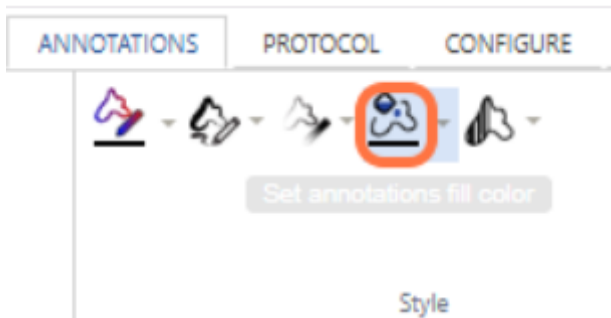 ANNOTATIONS PROTOCOL CONFIGURE
Set annotations fill color
Style